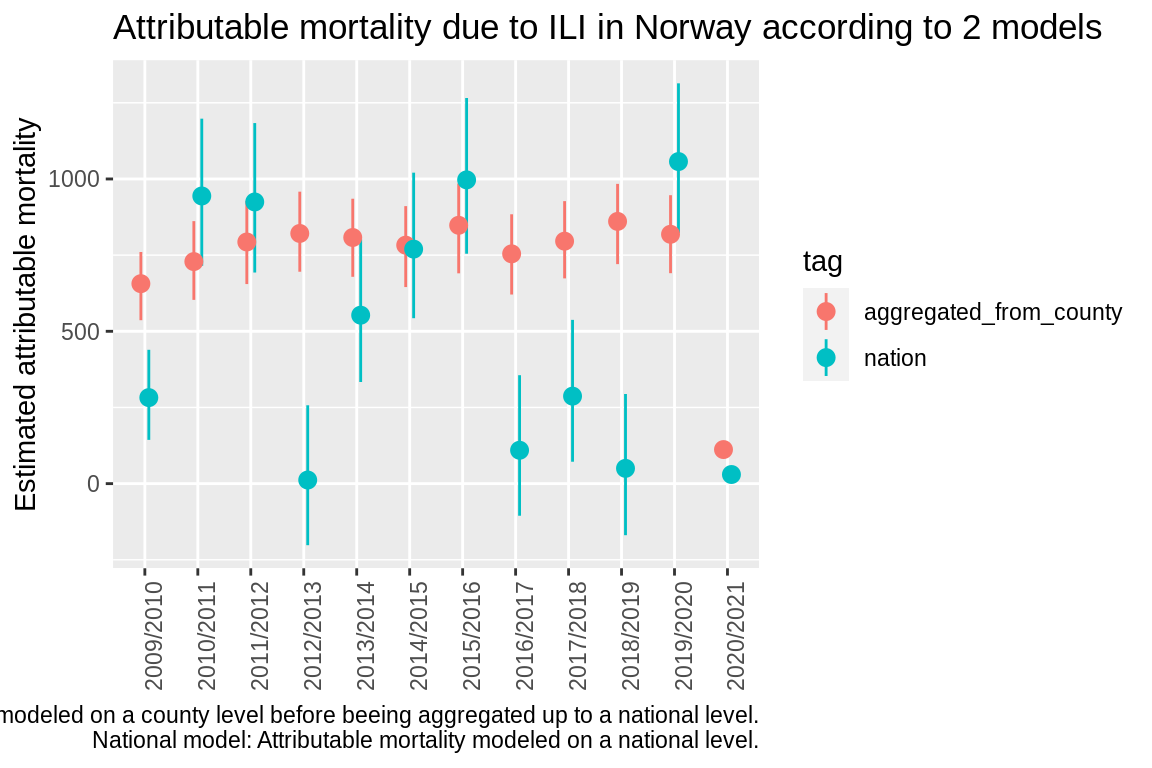 Attributable mortality due to ILI in Norway according to 2 models
Estimated attributable mortality
1000
500
0
2009/2010
2010/2011
2011/2012
2012/2013
2013/2014
2014/2015
2015/2016
2016/2017
2017/2018
2018/2019
2019/2020
2020/2021
tag
aggregated_from_county
nation
modeled on a county level before beeing aggregated up to a national level.
National model: Attributable mortality modeled on a national level.